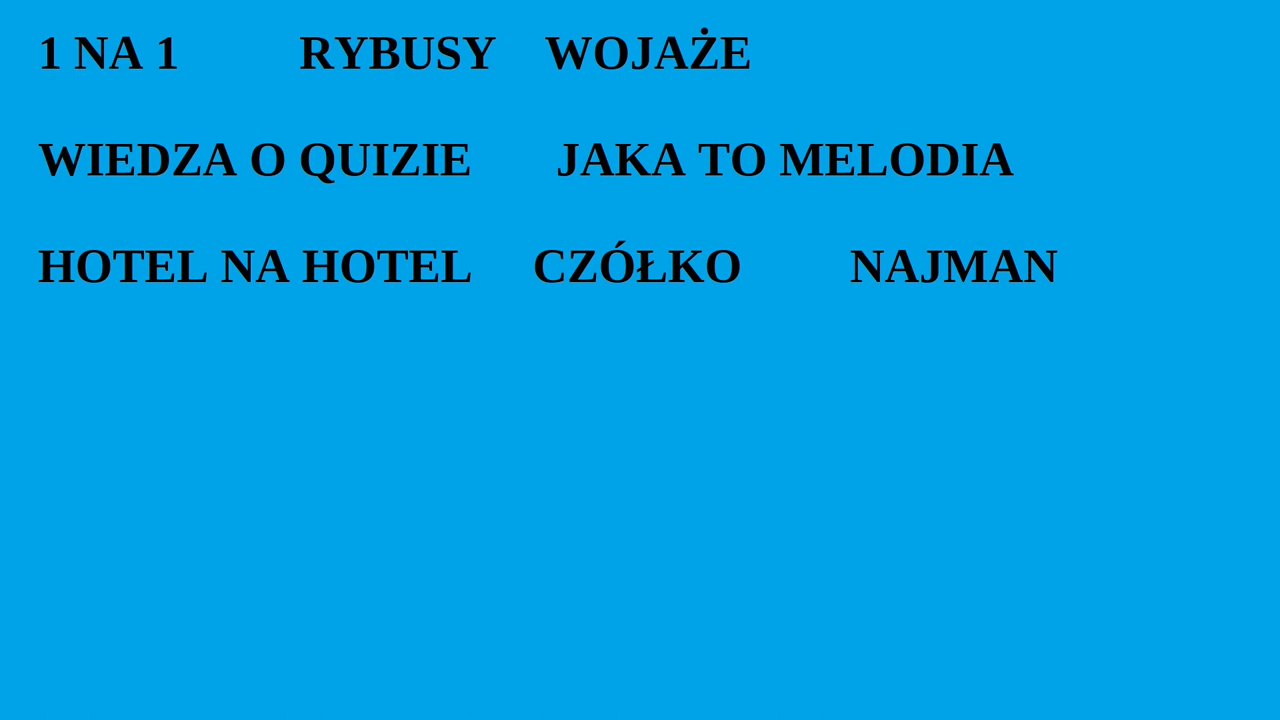 1 NA 1 RYBUSY WOJAŻE
WIEDZA O QUIZIE JAKA TO MELODIA
HOTEL NA HOTEL CZÓŁKO NAJMAN